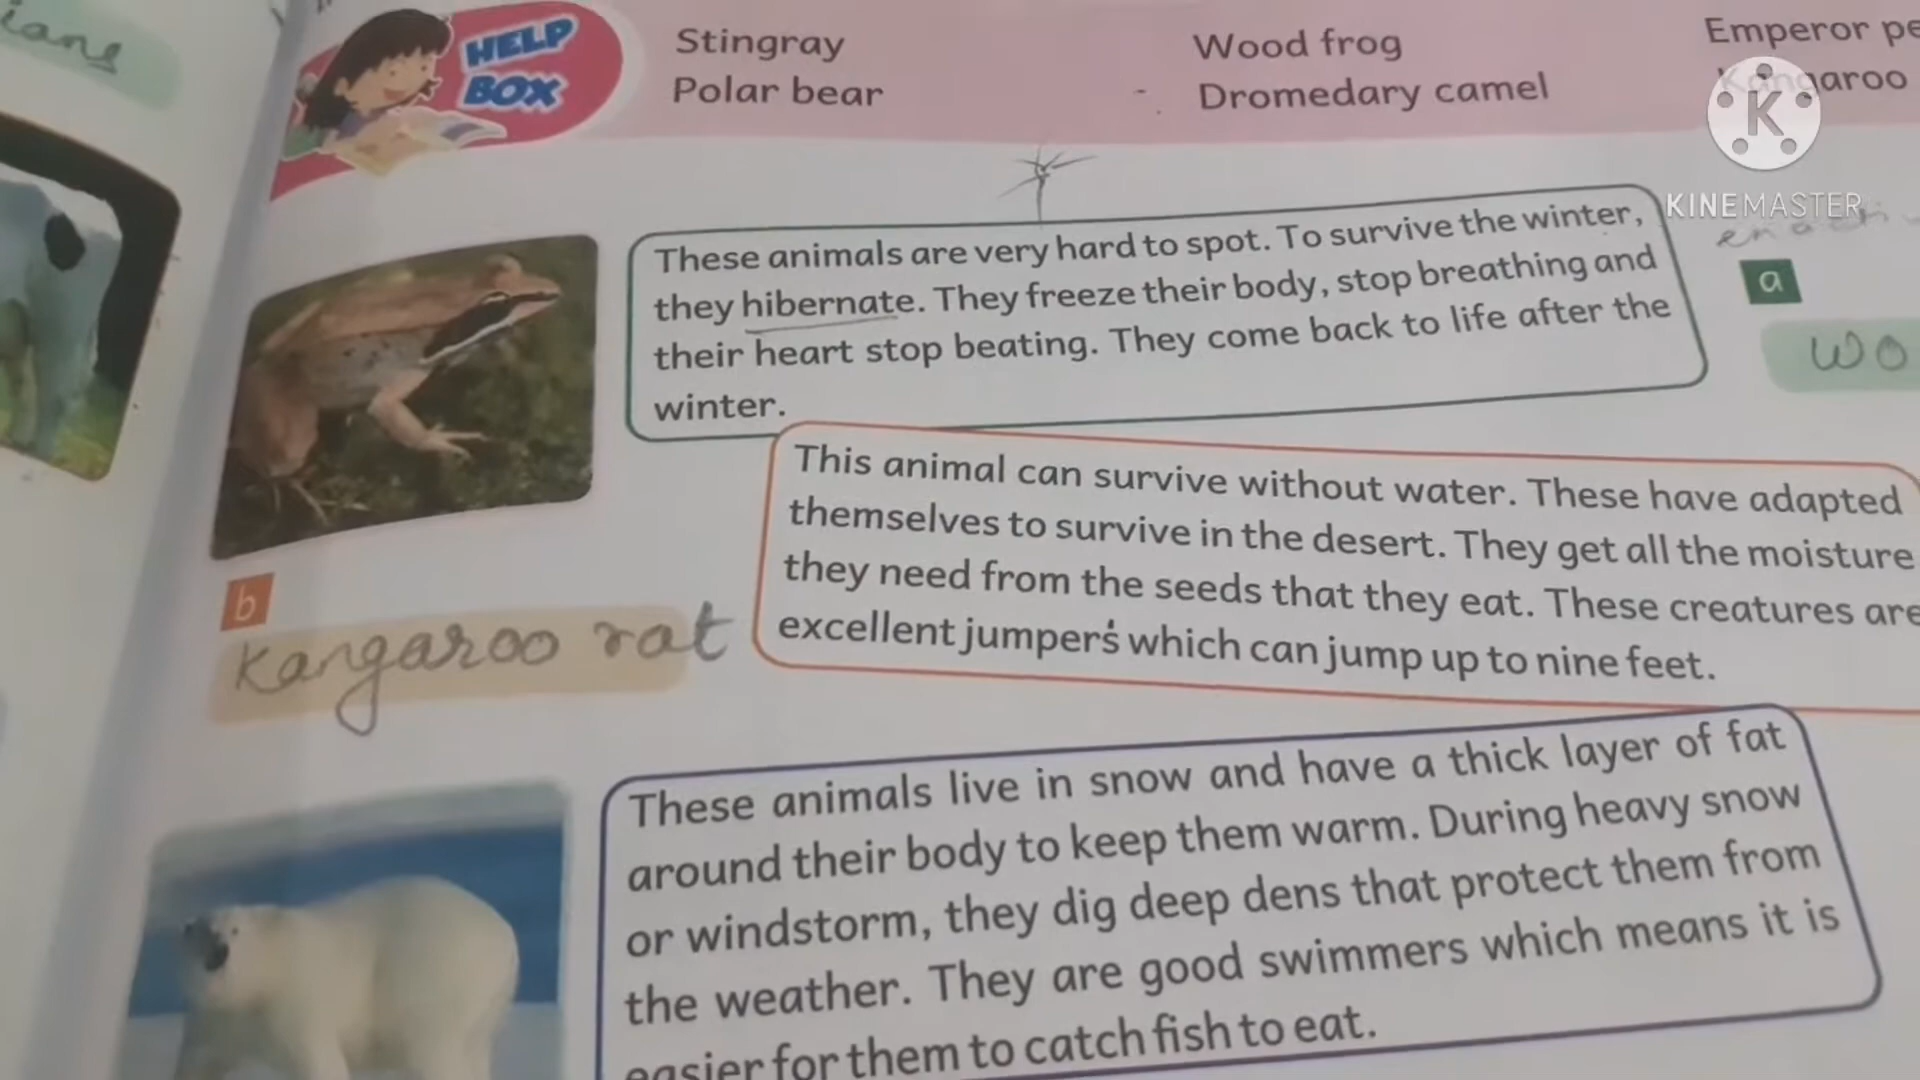 ians
HELP
BOX
Stingray
Wood frog
Emperor
Polar bear
Dromedary camel
Kangaroo
K
KINEMASTER
These animals are very hard to spot. To survive the winter,
they hibernate. They freeze their body, stop breathing and
their heart stop beating. They come back to life after the
winter.
a
wo
This animal can survive without water. These have adapted
themselves to survive in the desert. They get all the moisture
they need from the seeds that they eat. These creatures are
excellent jumpers which can jump up to nine feet.
b
Kangaroo rat
These animals live in snow and have a thick layer of fat
around their body to keep them warm. During heavy snow
or windstorm, they dig deep dens that protect them from
the weather. They are good swimmers which means it is
easier for them to catch fish to eat.